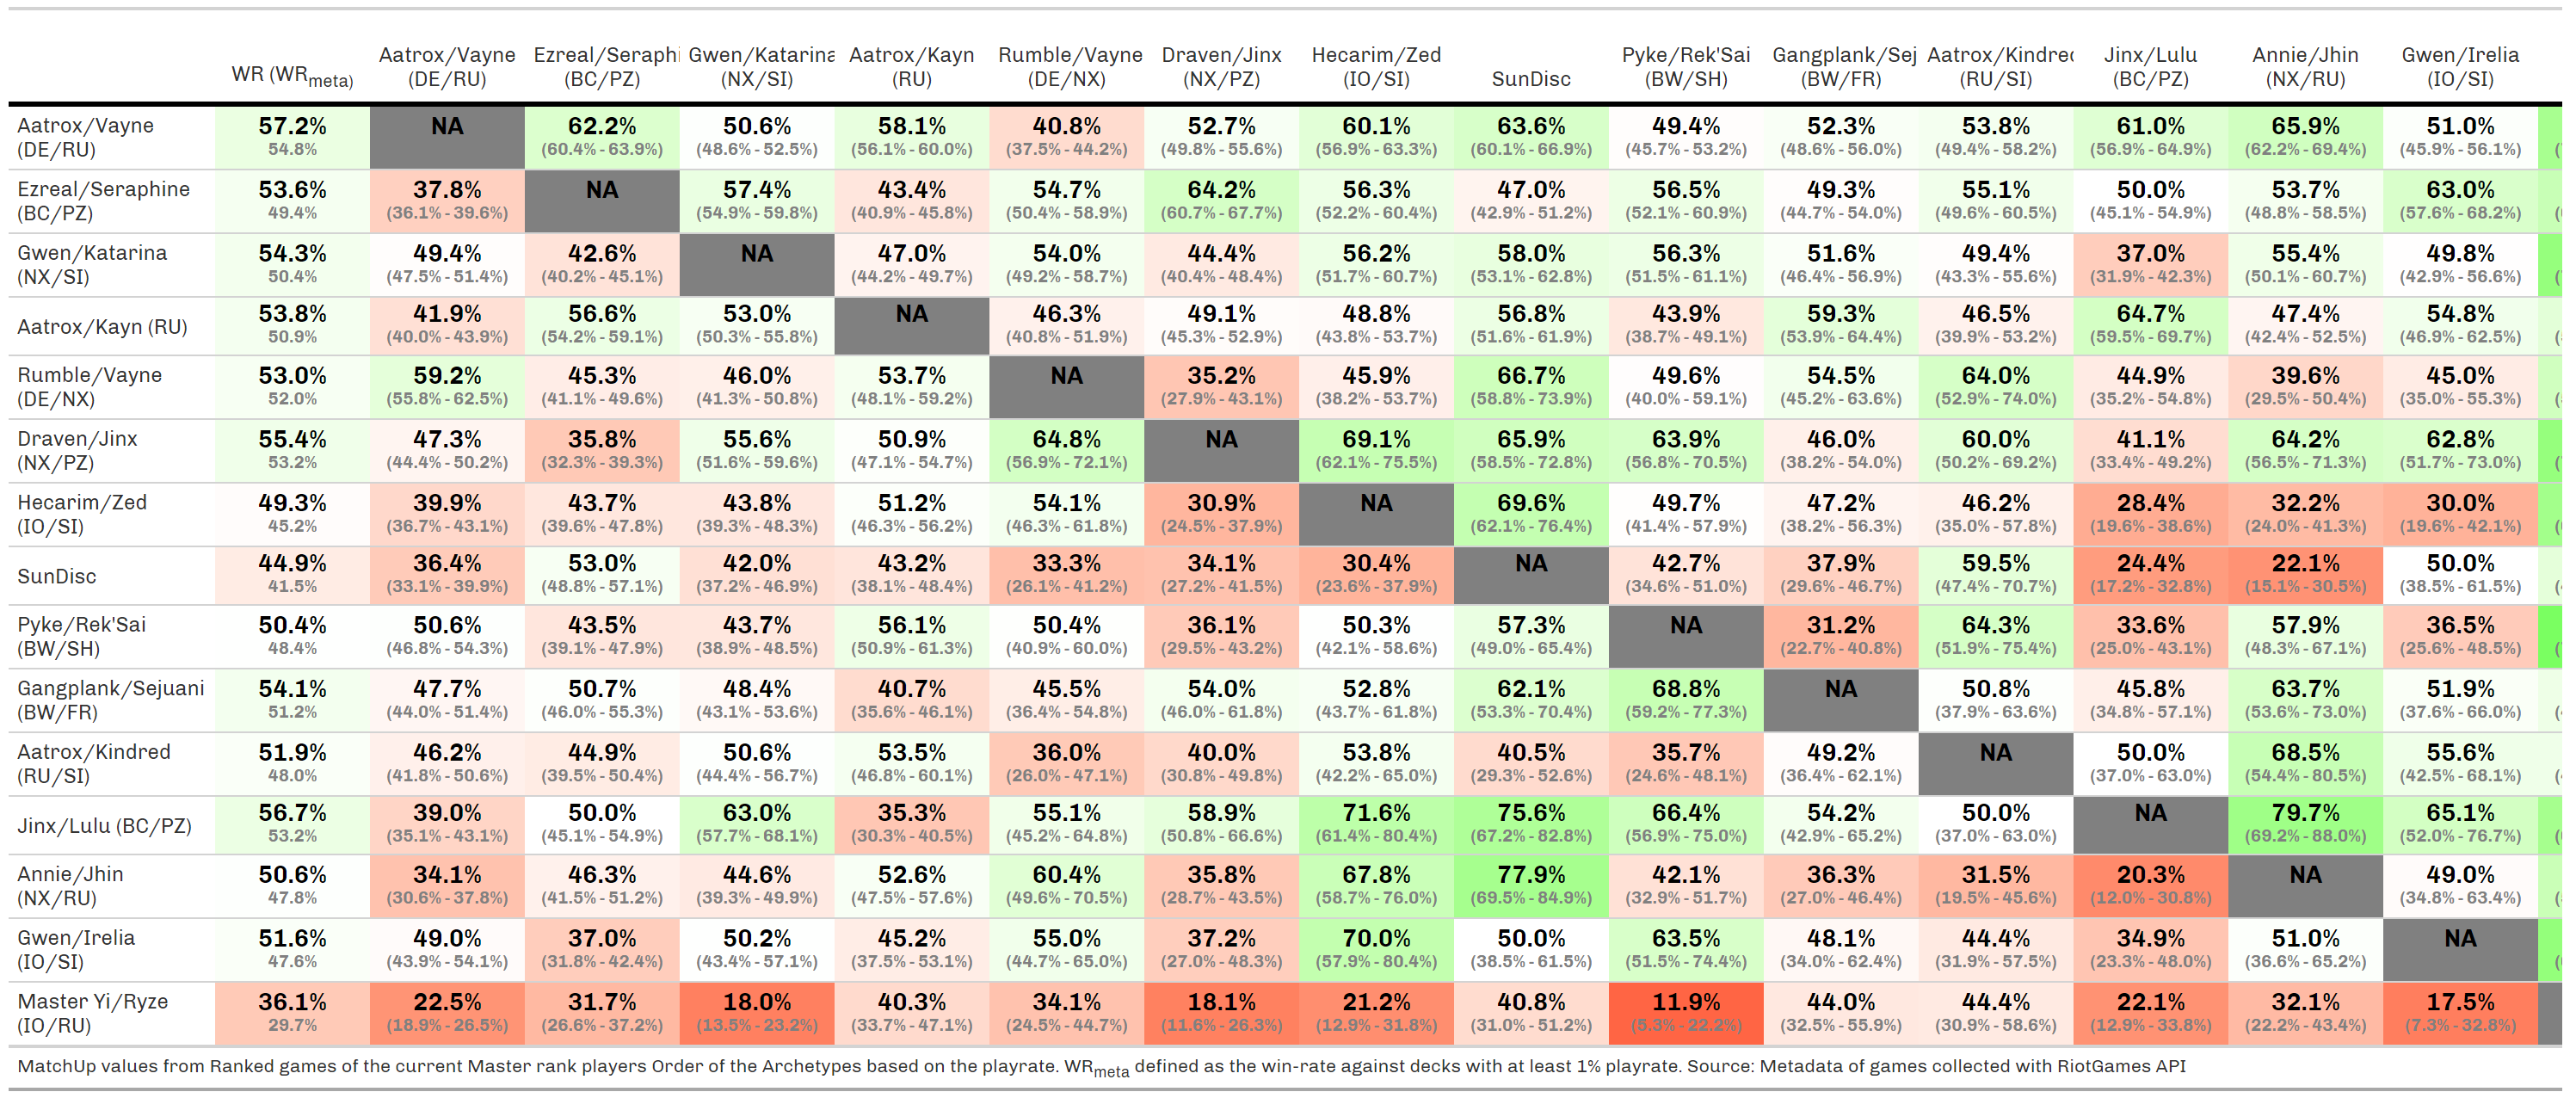 WR (WRmeta) Aatrox/Vayne (DE/RU) Ezreal/Seraphi (BC/PZ) Gwen/Katarina (NX/SI) Aatrox/Kayn (RU) Rumble/Vayne (DE/NX) Draven/Jinx (NX/PZ) Hecarim/Zed (IO/SI) SunDisc Pyke/Rek'Sai (BW/SH) Gangplank/Sej (BW/FR) Aatrox/Kindred (RU/SI) Jinx/Lulu (BC/PZ) Annie/Jhin (NX/RU) Gwen/Irelia (IO/SI)
Aatrox/Vayne 57.2% NA 62.2% 50.6% 58.1% 40.8% 52.7% 60.1% 63.6% 49.4% 52.3% 53.8% 61.0% 65.9% 51.0%
(DE/RU) 54.8% (60.4% - 63.9%) (48.6% - 52.5%) (56.1% - 60.0%) (37.5% - 44.2%) (49.8% - 55.6%) (56.9% - 63.3%) (60.1% - 66.9%) (45.7% - 53.2%) (48.6% - 56.0%) (49.4% - 58.2%) (56.9% - 64.9%) (62.2% - 69.4%) (45.9% - 56.1%)
Ezreal/Seraphine 53.6% 37.8% NA 57.4% 43.4% 54.7% 64.2% 56.3% 47.0% 56.5% 49.3% 55.1% 50.0% 53.7% 63.0%
(BC/PZ) 49.4% (36.1% - 39.6%) (54.9% - 59.8%) (40.9% - 45.8%) (50.4% - 58.9%) (60.7% - 67.7%) (52.2% - 60.4%) (42.9% - 51.2%) (52.1% - 60.9%) (44.7% - 54.0%) (49.6% - 60.5%) (45.1% - 54.9%) (48.8% - 58.5%) (57.6% - 68.2%)
Gwen/Katarina 54.3% 49.4% 42.6% NA 47.0% 54.0% 44.4% 56.2% 58.0% 56.3% 51.6% 49.4% 37.0% 55.4% 49.8%
(NX/SI) 50.4% (47.5% - 51.4%) (40.2% - 45.1%) (44.2% - 49.7%) (49.2% - 58.7%) (40.4% - 48.4%) (51.7% - 60.7%) (53.1% - 62.8%) (51.5% - 61.1%) (46.4% - 56.9%) (43.3% - 55.6%) (31.9% - 42.3%) (50.1% - 60.7%) (42.9% - 56.6%)
Aatrox/Kayn (RU) 53.8% 41.9% 56.6% 53.0% NA 46.3% 49.1% 48.8% 56.8% 43.9% 59.3% 46.5% 64.7% 47.4% 54.8%
50.9% (40.0% - 43.9%) (54.2% - 59.1%) (50.3% - 55.8%) (40.8% - 51.9%) (45.3% - 52.9%) (43.8% - 53.7%) (51.6% - 61.9%) (38.7% - 49.1%) (53.9% - 64.4%) (39.9% - 53.2%) (59.5% - 69.7%) (42.4% - 52.5%) (46.9% - 62.5%)
Rumble/Vayne 53.0% 59.2% 45.3% 46.0% 53.7% NA 35.2% 45.9% 66.7% 49.6% 54.5% 64.0% 44.9% 39.6% 45.0%
(DE/NX) 52.0% (55.8% - 62.5%) (41.1% - 49.6%) (41.3% - 50.8%) (48.1% - 59.2%) (27.9% - 43.1%) (38.2% - 53.7%) (58.8% - 73.9%) (40.0% - 59.1%) (45.2% - 63.6%) (52.9% - 74.0%) (35.2% - 54.8%) (29.5% - 50.4%) (35.0% - 55.3%)
Draven/Jinx 55.4% 47.3% 35.8% 55.6% 50.9% 64.8% NA 69.1% 65.9% 63.9% 46.0% 60.0% 41.1% 64.2% 62.8%
(NX/PZ) 53.2% (44.4% - 50.2%) (32.3% - 39.3%) (51.6% - 59.6%) (47.1% - 54.7%) (56.9% - 72.1%) (62.1% - 75.5%) (58.5% - 72.8%) (56.8% - 70.5%) (38.2% - 54.0%) (50.2% - 69.2%) (33.4% - 49.2%) (56.5% - 71.3%) (51.7% - 73.0%)
Hecarim/Zed 49.3% 39.9% 43.7% 43.8% 51.2% 54.1% 30.9% NA 69.6% 49.7% 47.2% 46.2% 28.4% 32.2% 30.0%
(IO/SI) 45.2% (36.7% - 43.1%) (39.6% - 47.8%) (39.3% - 48.3%) (46.3% - 56.2%) (46.3% - 61.8%) (24.5% - 37.9%) (62.1% - 76.4%) (41.4% - 57.9%) (38.2% - 56.3%) (35.0% - 57.8%) (19.6% - 38.6%) (24.0% - 41.3%) (19.6% - 42.1%)
SunDisc 44.9% 36.4% 53.0% 42.0% 43.2% 33.3% 34.1% 30.4% NA 42.7% 37.9% 59.5% 24.4% 22.1% 50.0%
41.5% (33.1% - 39.9%) (48.8% - 57.1%) (37.2% - 46.9%) (38.1% - 48.4%) (26.1% - 41.2%) (27.2% - 41.5%) (23.6% - 37.9%) (34.6% - 51.0%) (29.6% - 46.7%) (47.4% - 70.7%) (17.2% - 32.8%) (15.1% - 30.5%) (38.5% - 61.5%)
Pyke/Rek'Sai 50.4% 50.6% 43.5% 43.7% 56.1% 50.4% 36.1% 50.3% 57.3% NA 31.2% 64.3% 33.6% 57.9% 36.5%
(BW/SH) 48.4% (46.8% - 54.3%) (39.1% - 47.9%) (38.9% - 48.5%) (50.9% - 61.3%) (40.9% - 60.0%) (29.5% - 43.2%) (42.1% - 58.6%) (49.0% - 65.4%) (22.7% - 40.8%) (51.9% - 75.4%) (25.0% - 43.1%) (48.3% - 67.1%) (25.6% - 48.5%)
Gangplank/Sejuani 54.1% 47.7% 50.7% 48.4% 40.7% 45.5% 54.0% 52.8% 62.1% 68.8% NA 50.8% 45.8% 63.7% 51.9%
(BW/FR) 51.2% (44.0% - 51.4%) (46.0% - 55.3%) (43.1% - 53.6%) (35.6% - 46.1%) (36.4% - 54.8%) (46.0% - 61.8%) (43.7% - 61.8%) (53.3% - 70.4%) (59.2% - 77.3%) (37.9% - 63.6%) (34.8% - 57.1%) (53.6% - 73.0%) (37.6% - 66.0%)
Aatrox/Kindred 51.9% 46.2% 44.9% 50.6% 53.5% 36.0% 40.0% 53.8% 40.5% 35.7% 49.2% NA 50.0% 68.5% 55.6%
(RU/SI) 48.0% (41.8% - 50.6%) (39.5% - 50.4%) (44.4% - 56.7%) (46.8% - 60.1%) (26.0% - 47.1%) (30.8% - 49.8%) (42.2% - 65.0%) (29.3% - 52.6%) (24.6% - 48.1%) (36.4% - 62.1%) (37.0% - 63.0%) (54.4% - 80.5%) (42.5% - 68.1%)
Jinx/Lulu (BC/PZ) 56.7% 39.0% 50.0% 63.0% 35.3% 55.1% 58.9% 71.6% 75.6% 66.4% 54.2% 50.0% NA 79.7% 65.1%
53.2% (35.1% - 43.1%) (45.1% - 54.9%) (57.7% - 68.1%) (30.3% - 40.5%) (45.2% - 64.8%) (50.8% - 66.6%) (61.4% - 80.4%) (67.2% - 82.8%) (56.9% - 75.0%) (42.9% - 65.2%) (37.0% - 63.0%) (69.2% - 88.0%) (52.0% - 76.7%)
Annie/Jhin 50.6% 34.1% 46.3% 44.6% 52.6% 60.4% 35.8% 67.8% 77.9% 42.1% 36.3% 31.5% 20.3% NA 49.0%
(NX/RU) 47.8% (30.6% - 37.8%) (41.5% - 51.2%) (39.3% - 49.9%) (47.5% - 57.6%) (49.6% - 70.5%) (28.7% - 43.5%) (58.7% - 76.0%) (69.5% - 84.9%) (32.9% - 51.7%) (27.0% - 46.4%) (19.5% - 45.6%) (12.0% - 30.8%) (34.8% - 63.4%)
Gwen/Irelia 51.6% 49.0% 37.0% 50.2% 45.2% 55.0% 37.2% 70.0% 50.0% 63.5% 48.1% 44.4% 34.9% 51.0% NA
(IO/SI) 47.6% (43.9% - 54.1%) (31.8% - 42.4%) (43.4% - 57.1%) (37.5% - 53.1%) (44.7% - 65.0%) (27.0% - 48.3%) (57.9% - 80.4%) (38.5% - 61.5%) (51.5% - 74.4%) (34.0% - 62.4%) (31.9% - 57.5%) (23.3% - 48.0%) (36.6% - 65.2%)
Master Yi/Ryze 36.1% 22.5% 31.7% 18.0% 40.3% 34.1% 18.1% 21.2% 40.8% 11.9% 44.0% 44.4% 22.1% 32.1% 17.5%
(IO/RU) 29.7% (18.9% - 26.5%) (26.6% - 37.2%) (13.5% - 23.2%) (33.7% - 47.1%) (24.5% - 44.7%) (11.6% - 26.3%) (12.9% - 31.8%) (31.0% - 51.2%) (5.3% - 22.2%) (32.5% - 55.9%) (30.9% - 58.6%) (12.9% - 33.8%) (22.2% - 43.4%) (7.3% - 32.8%)
MatchUp values from Ranked games of the current Master rank players Order of the Archetypes based on the playrate. WRmeta defined as the win-rate against decks with at least 1% playrate. Source: Metadata of games collected with RiotGames API